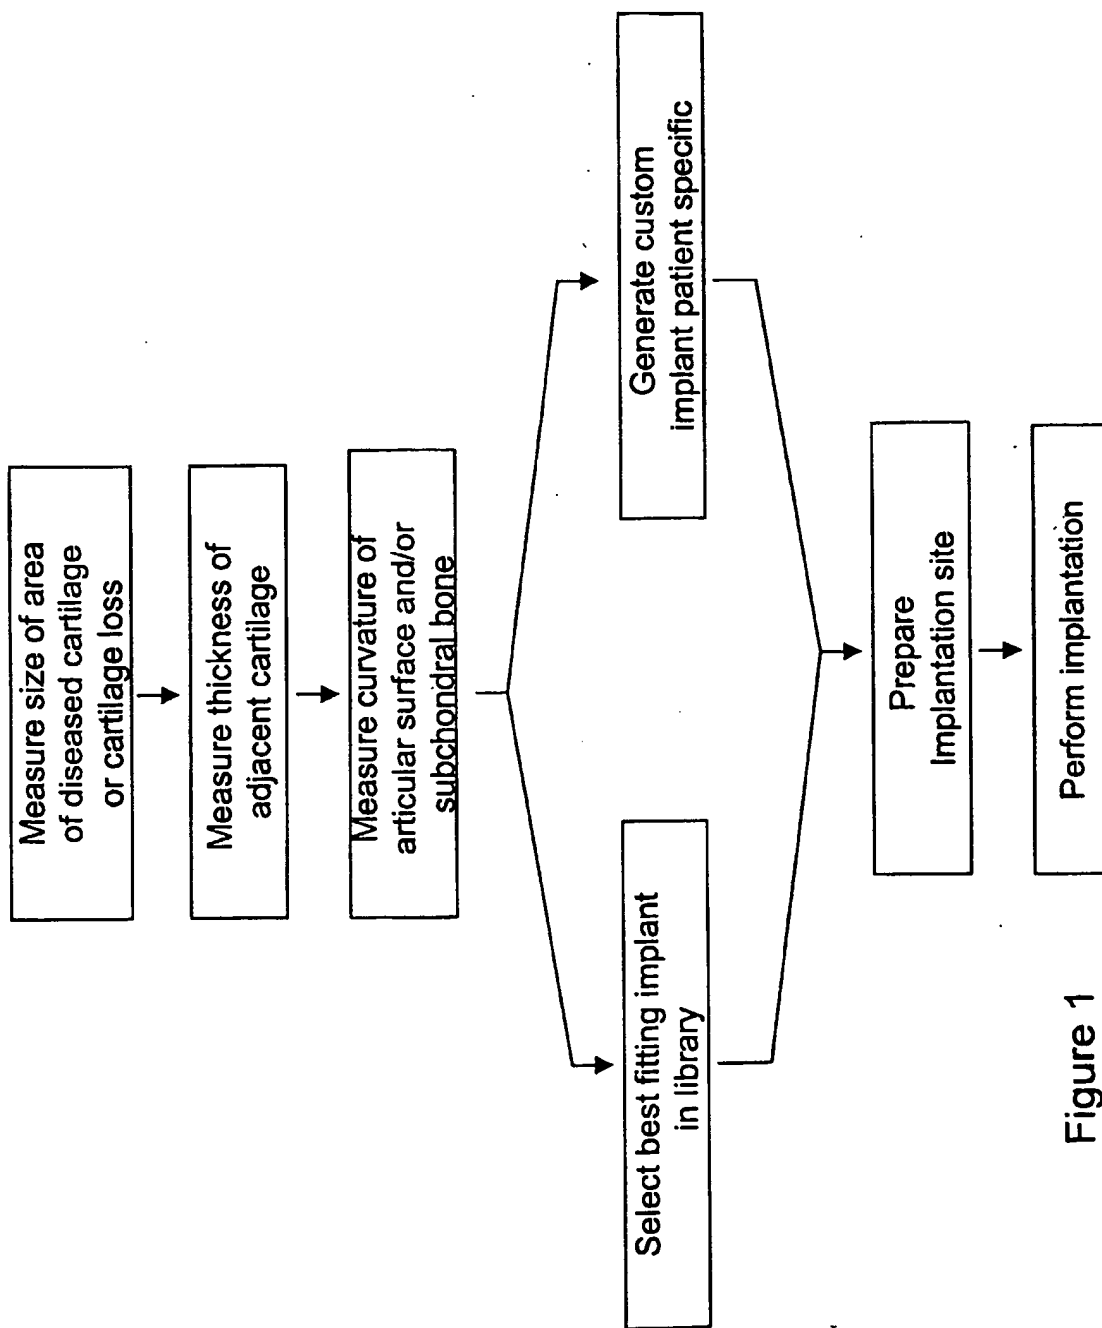 Measure size of area
of diseased cartilage
or cartilage loss
Measure thickness of
adjacent cartilage
Measure curvature of
articular surface and/or
subchondral bone
Select best fitting implant
in library
Generate custom
implant patient specific
Prepare
Implantation site
Perform implantation
Figure 1